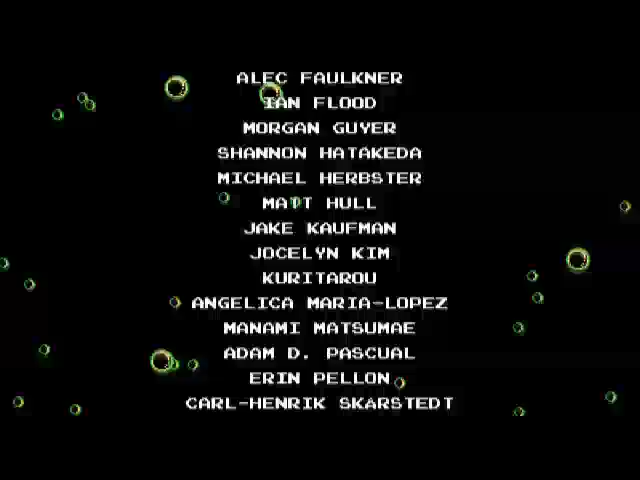 ALEC FAULKNER
IAN FLOOD
MORGAN GUYER
SHANNON HATAKEDA
MICHAEL HERBSTER
MATT HULL
JAKE KAUFMAN
JOCELYN KIM
KURITAROU
ANGELICA MARIA-LOPEZ
MANAMI MATSUMAE
ADAM D. PASCUAL
ERIN PELLON
CARL-HENRIK SKARSTEDT